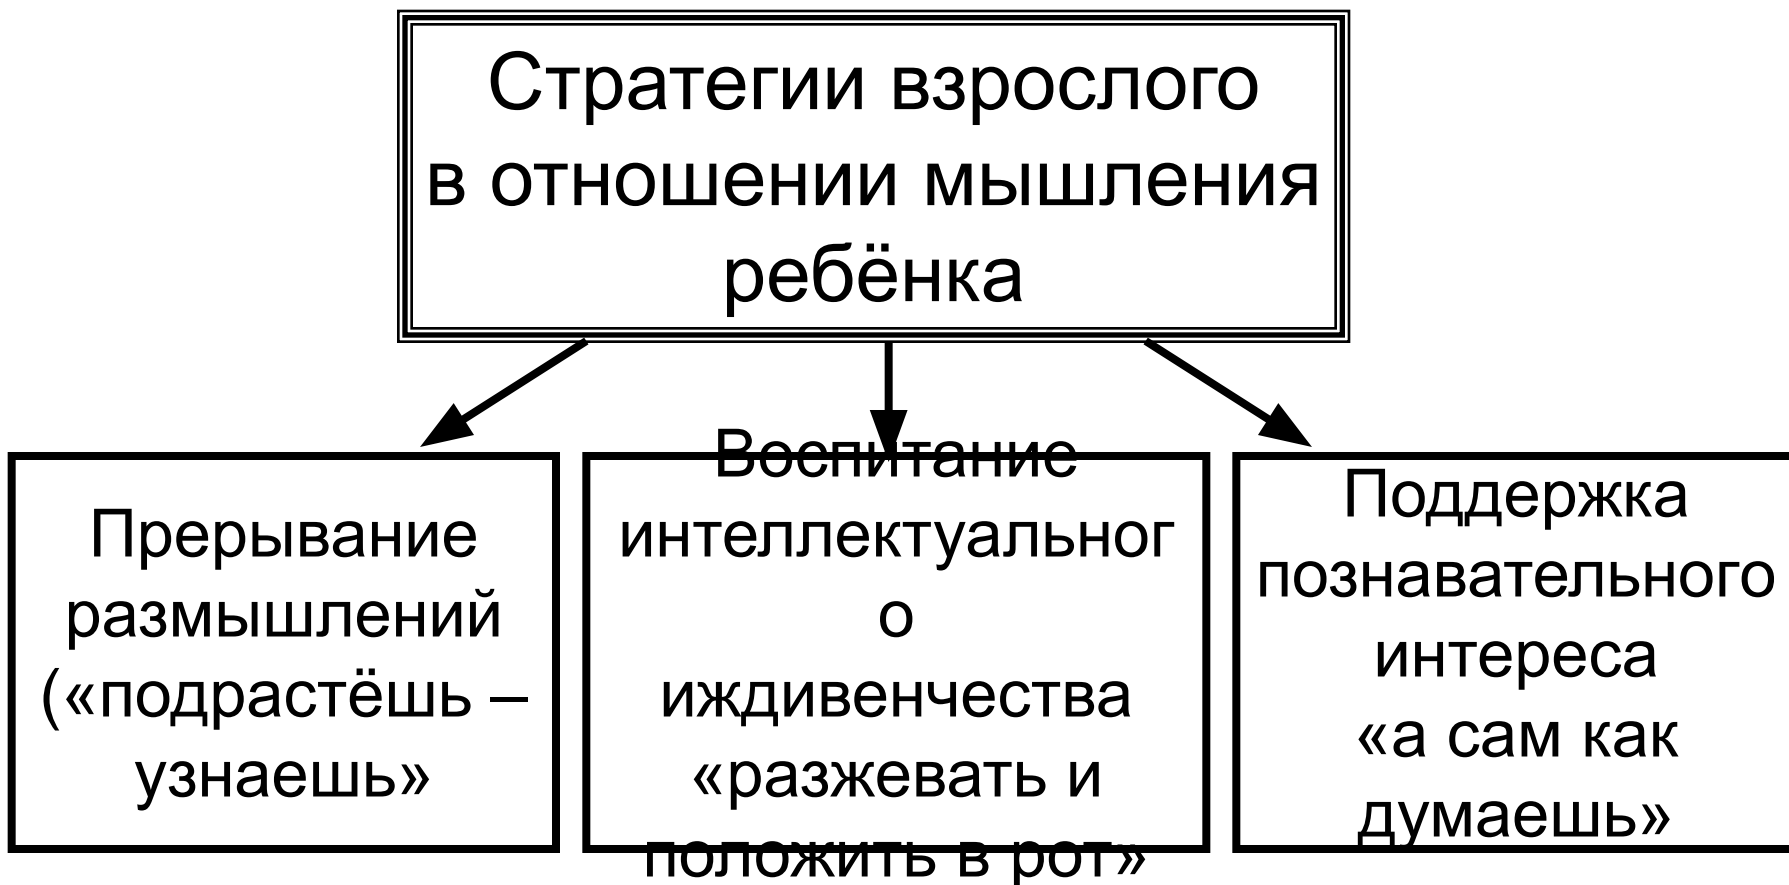 Стратегии взрослого
в отношении мышления
ребёнка
Прерывание
размышлений
(«подрастёшь –
узнаешь»
Воспитание
интеллектуальног
о
иждивенчества
«разжевать и
положить в рот»
Поддержка
познавательного
интереса
«а сам как
думаешь»